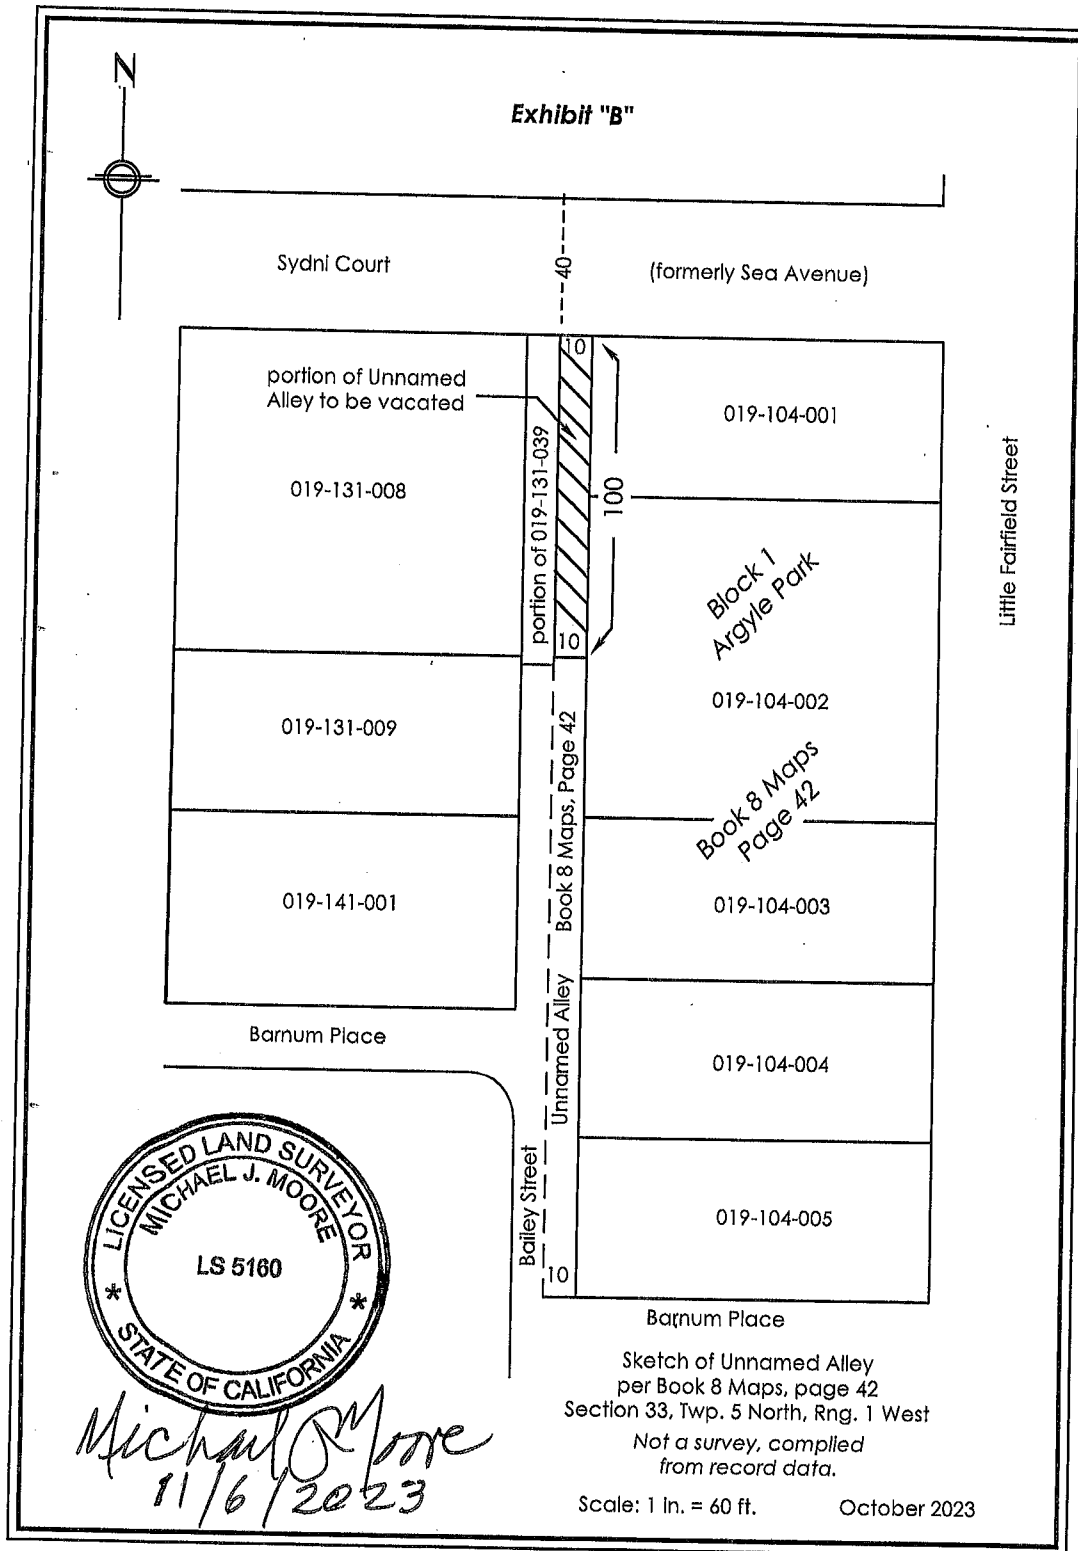 N
Exhibit "B"
Sydni Court
40
(formerly Sea Avenue)
10
portion of Unnamed
Alley to be vacated
019-104-001
019-131-008
portion of 019-131-039
100
Little Fairfield Street
Block 1
Argyle Park
10
019-104-002
019-131-009
Book 8 Maps, Page 42
Book 8 Maps
Page 42
019-141-001
019-104-003
Unnamed Alley
Barnum Place
019-104-004
Bailey Street
019-104-005
10
Barnum Place
LICENSED LAND SURVEYOR
MICHAEL J. MOORE
LS 5160
* STATE OF CALIFORNIA *
Michael J Moore
11/6/2023
Sketch of Unnamed Alley
per Book 8 Maps, page 42
Section 33, Twp. 5 North, Rng. 1 West
Not a survey, complied
from record data.
Scale: 1 in. = 60 ft.
October 2023